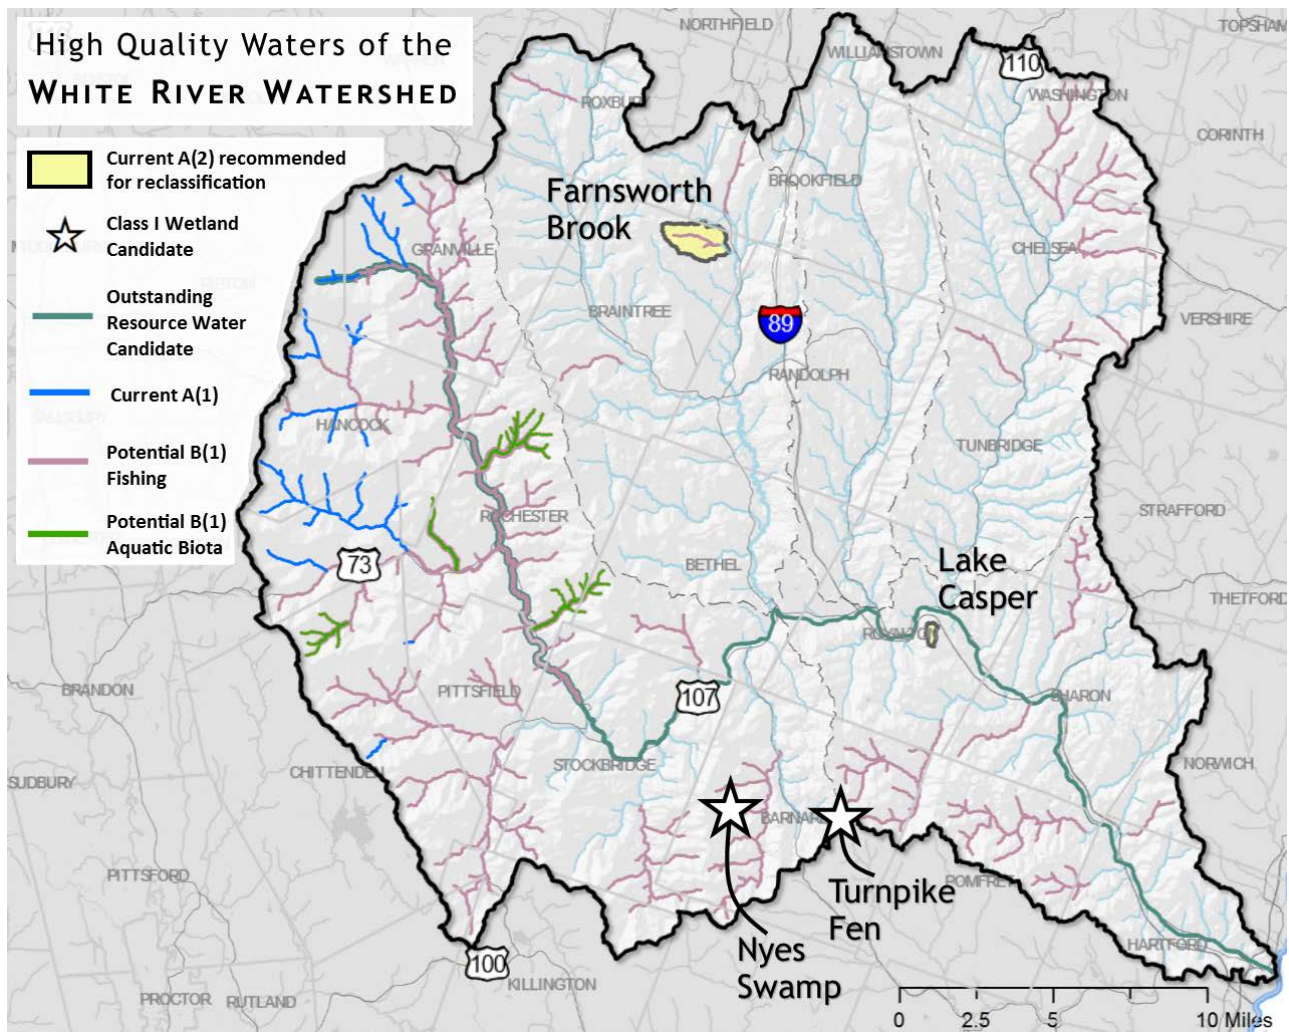 High Quality Waters of the
WHITE RIVER WATERSHED
Current A(2) recommended
for reclassification
Class I Wetland
Candidate
Outstanding
Resource Water
Candidate
Current A(1)
Potential B(1)
Fishing
Potential B(1)
Aquatic Biota
NORTHFIELD
TOPSHAM
WILLIAMSTOWN
110
ROXBURY
WASHINGTON
CORINTH
BROOKFIELD
Farnsworth
Brook
GRANVILLE
CHELSEA
BRAINTREE
89
VERSHIRE
RANDOLPH
HANCOCK
TUNBRIDGE
ROCHESTER
STRAFFORD
73
BETHEL
Lake
Casper
THETFORD
ROYALTON
BRANDON
PITTSFIELD
107
SHARON
SUDBURY
CHITTENDEN
STOCKBRIDGE
NORWICH
BARNARD
PITTSFORD
Turnpike
Fen
POMFRET
Nyes
Swamp
HARTFORD
100
KILLINGTON
PROCTOR
RUTLAND
0 2.5 5 10 Miles